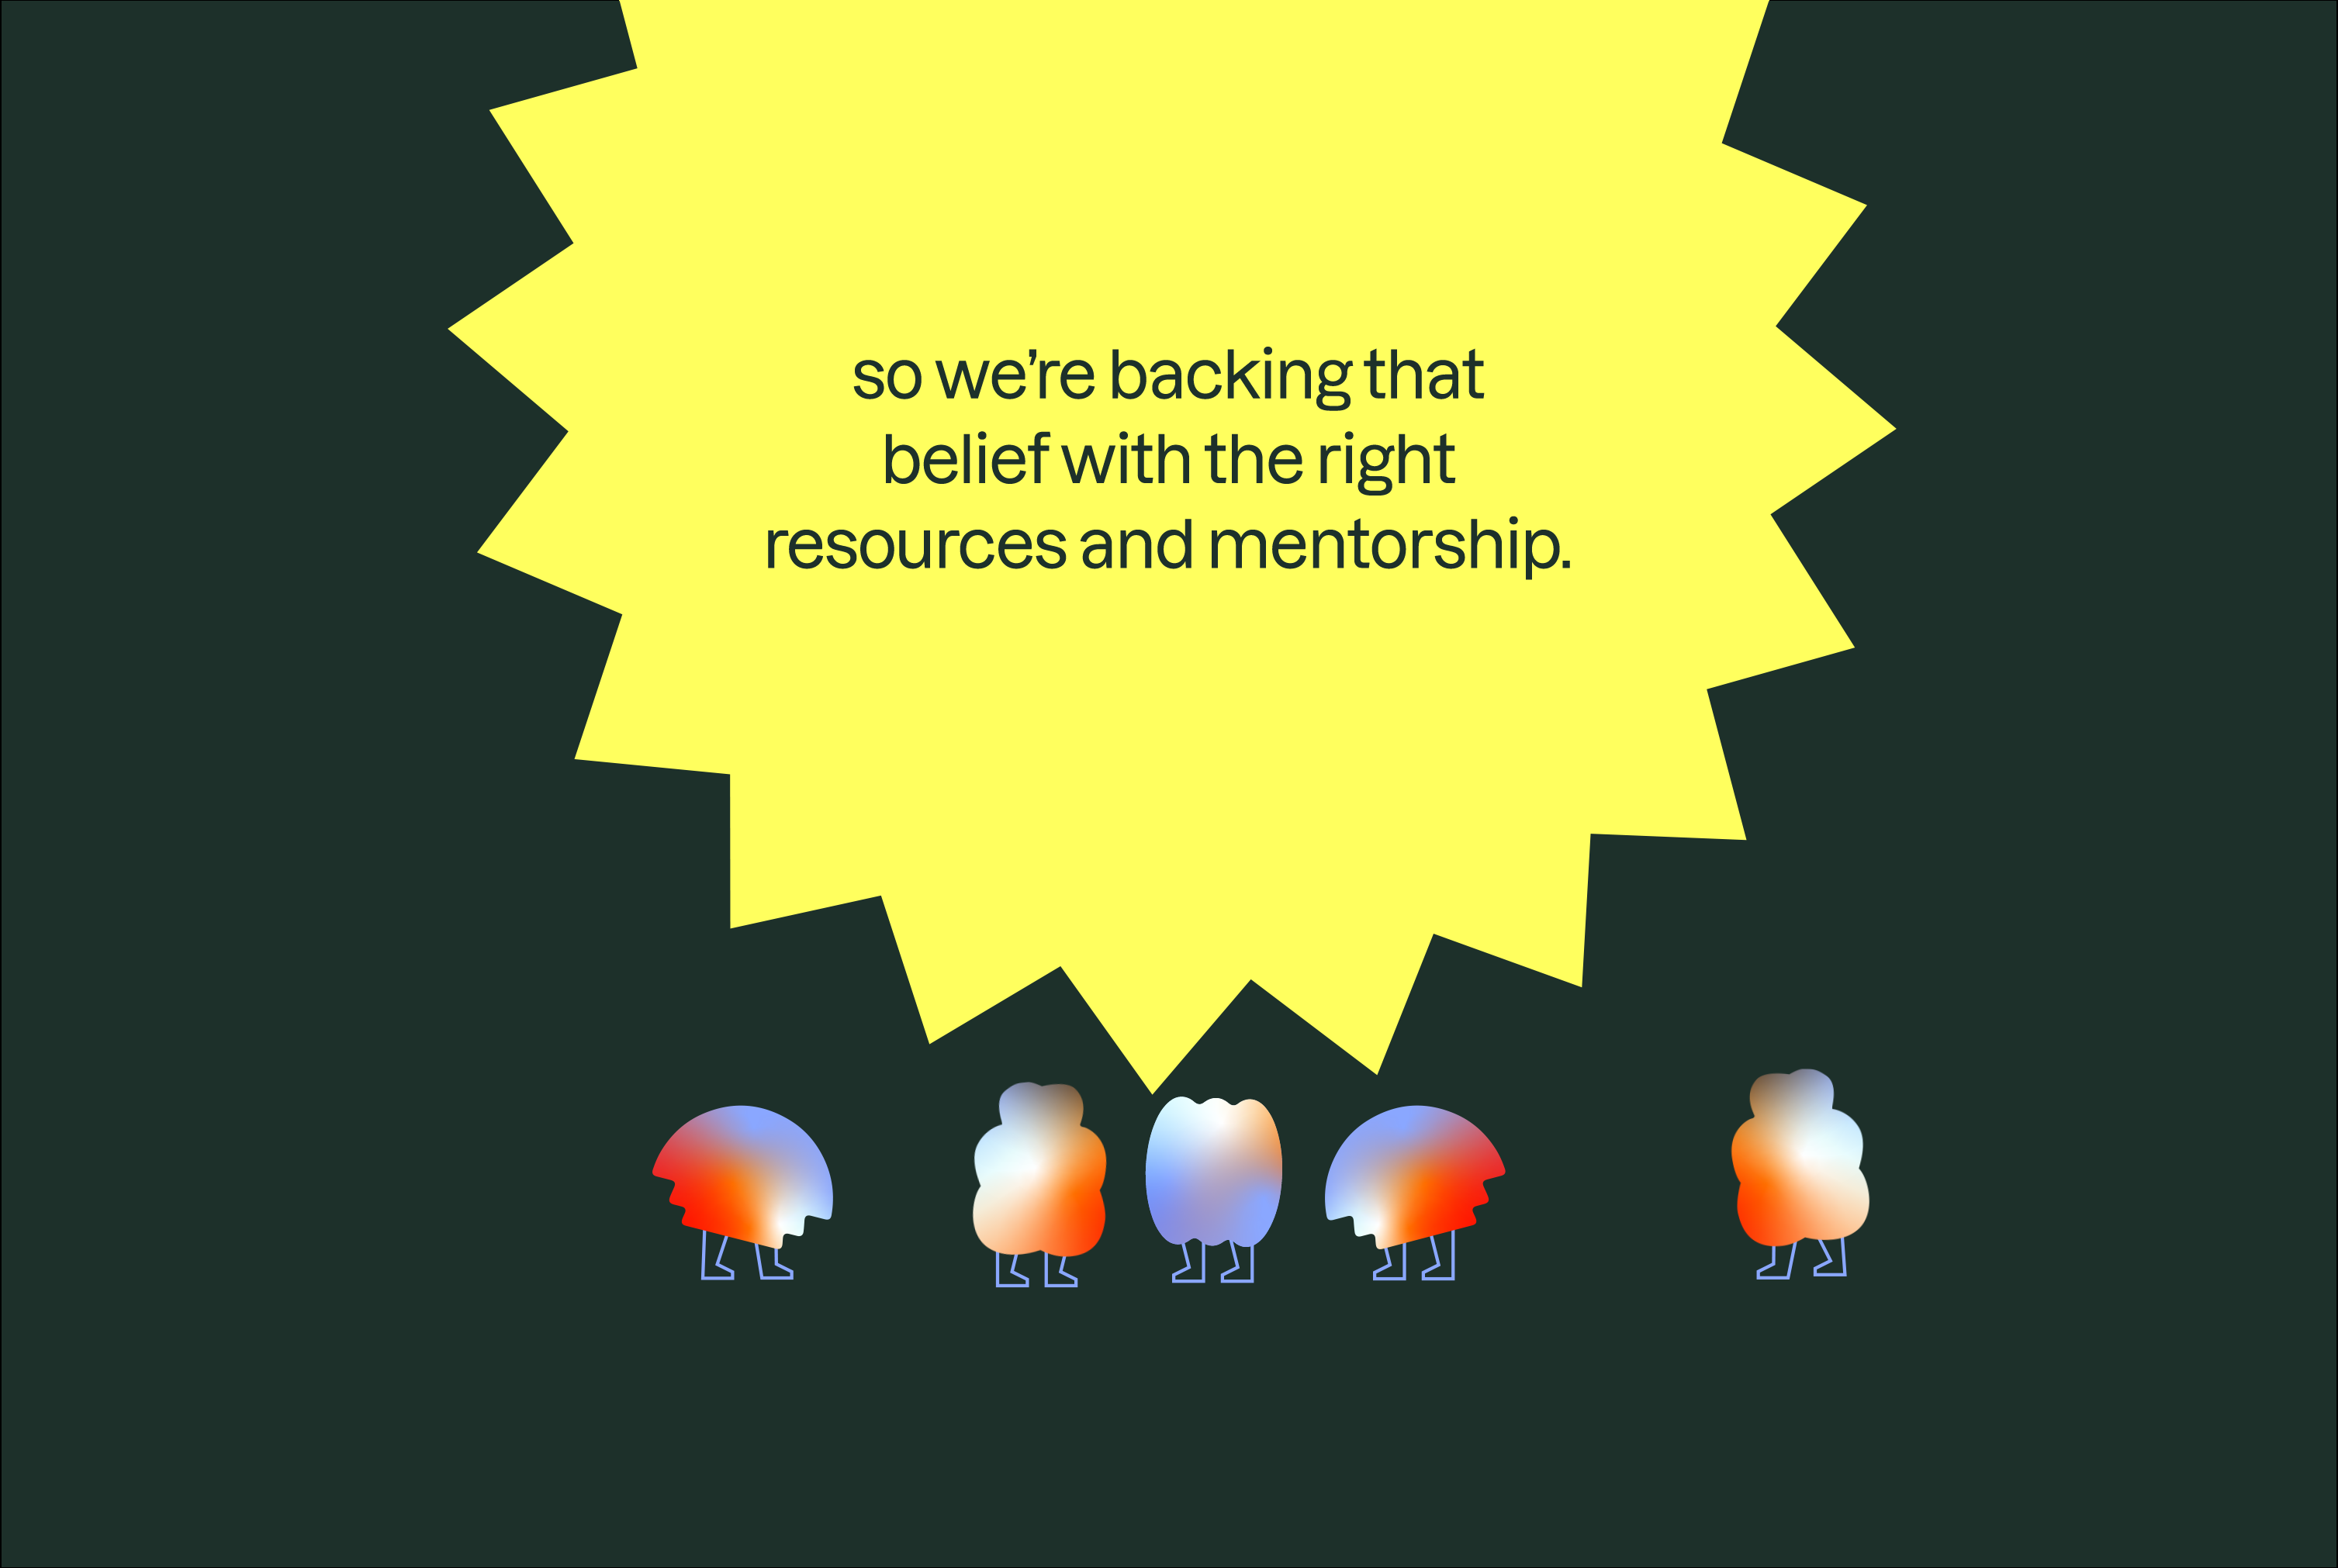 so we’re backing that
belief with the right
resources and mentorship.